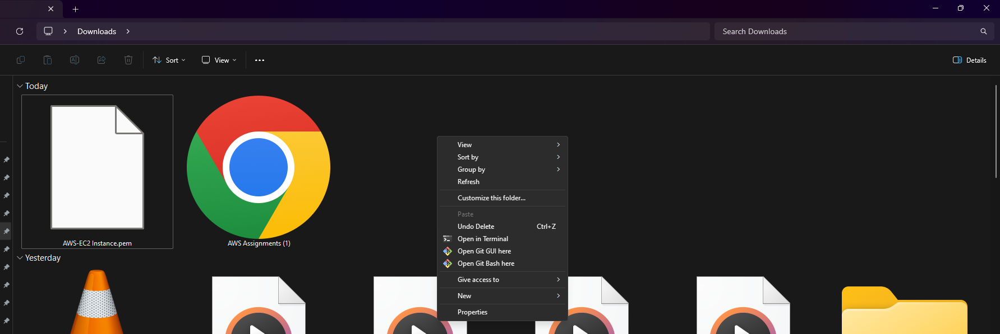 Downloads
Search Downloads
Sort
View
Details
Today
AWS-EC2 Instance.pem
AWS Assignments (1)
Yesterday
View
Sort by
Group by
Refresh
Customize this folder...
Paste
Undo Delete Ctrl+Z
Open in Terminal
Open Git GUI here
Open Git Bash here
Give access to
New
Properties